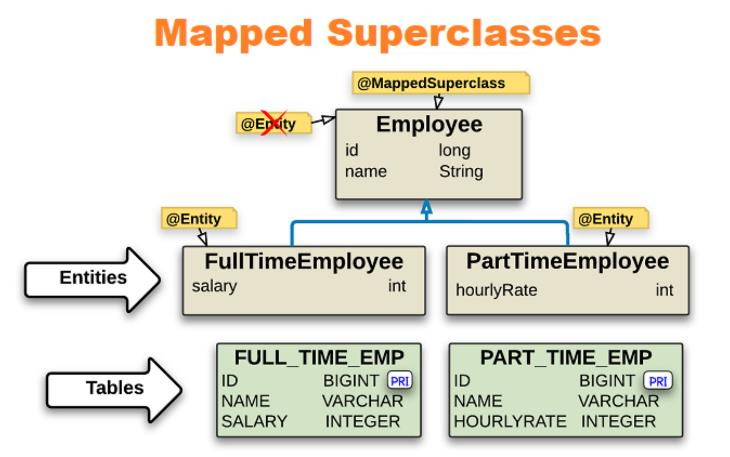 Mapped Superclasses
@MappedSuperclass
@Entity
Employee
id long
name String
@Entity
@Entity
Entities
FullTimeEmployee
salary int
PartTimeEmployee
hourlyRate int
Tables
FULL_TIME_EMP
ID BIGINT PRI
NAME VARCHAR
SALARY INTEGER
PART_TIME_EMP
ID BIGINT PRI
NAME VARCHAR
HOURLYRATE INTEGER